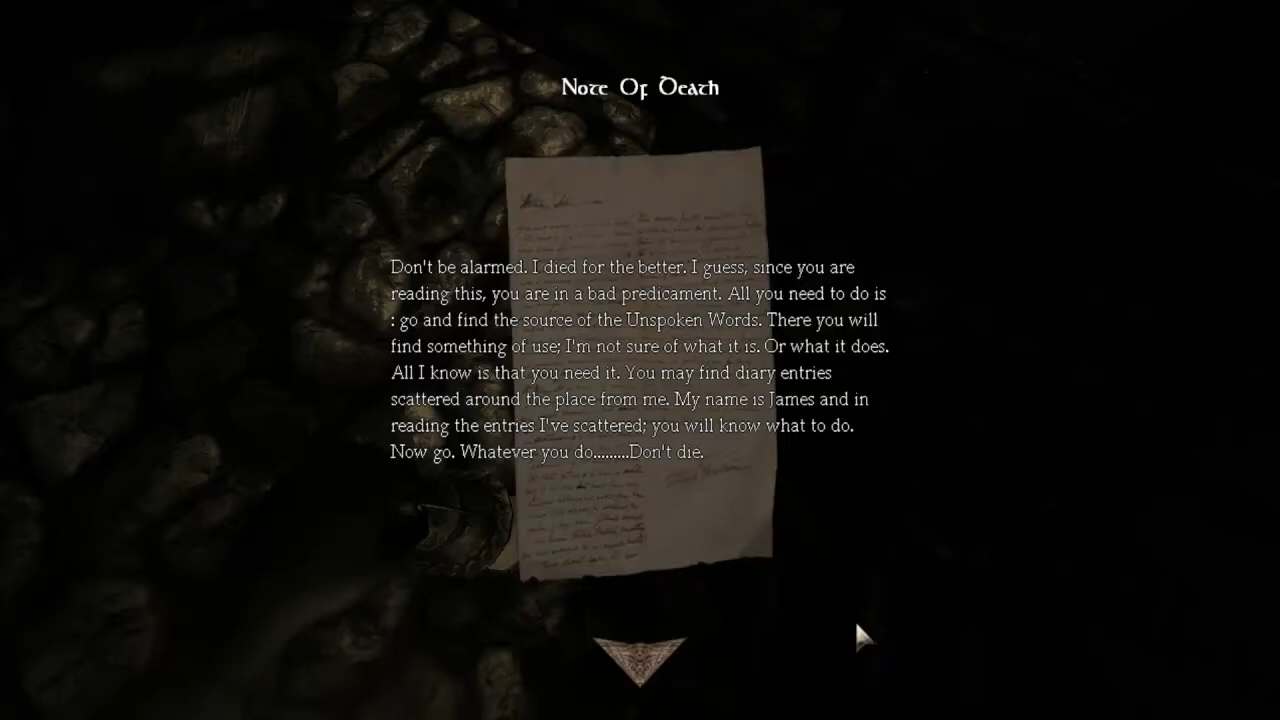 Note Of Death
Don't be alarmed. I died for the better. I guess, since you are
reading this, you are in a bad predicament. All you need to do is
: go and find the source of the Unspoken Words. There you will
find something of use; I'm not sure of what it is. Or what it does.
All I know is that you need it. You may find diary entries
scattered around the place from me. My name is James and in
reading the entries I've scattered; you will know what to do.
Now go. Whatever you do.........Don't die.